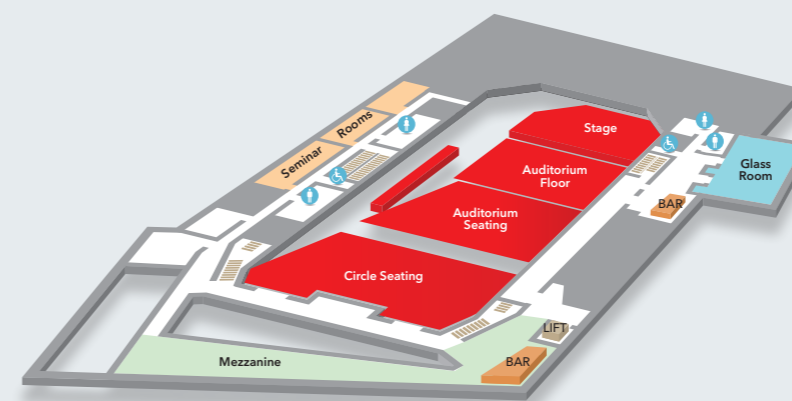 Stage
Rooms
Seminar
Auditorium
Floor
Glass
Room
BAR
Auditorium
Seating
Circle Seating
LIFT
Mezzanine
BAR